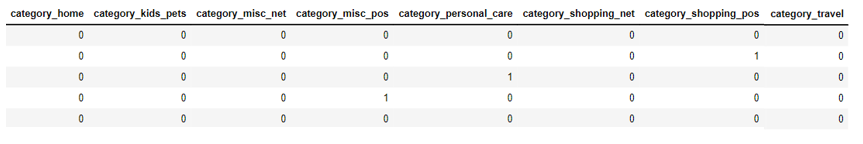 category_home category_kids_pets category_misc_net category_misc_pos category_personal_care category_shopping_net category_shopping_pos category_travel
0 0 0 0 0 0 0 0
0 0 0 0 0 0 1 0
0 0 0 0 1 0 0 0
0 0 0 1 0 0 0 0
0 0 0 0 0 0 0 0